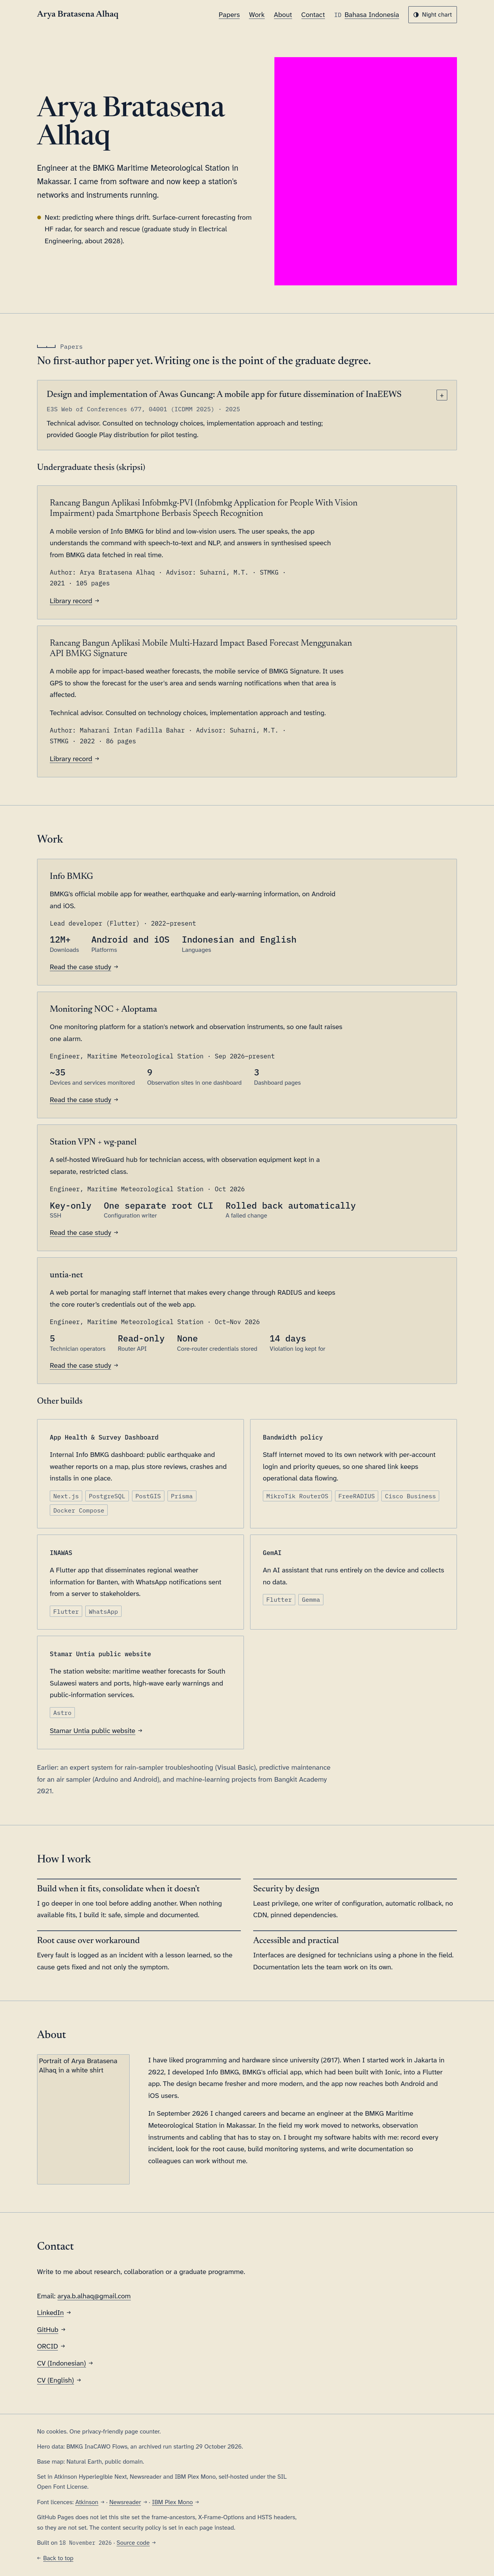 Arya Bratasena Alhaq
Papers Work About Contact ID Bahasa Indonesia Night chart
Arya Bratasena
Alhaq
Engineer at the BMKG Maritime Meteorological Station in
Makassar. I came from software and now keep a station's
networks and instruments running.
Next: predicting where things drift. Surface-current forecasting from
HF radar, for search and rescue (graduate study in Electrical
Engineering, about 2028).
Papers
No first-author paper yet. Writing one is the point of the graduate degree.
Design and implementation of Awas Guncang: A mobile app for future dissemination of InaEEWS
+
E3S Web of Conferences 677, 04001 (ICOMM 2025) · 2025
Technical advisor. Consulted on technology choices, implementation approach and testing;
provided Google Play distribution for pilot testing.
Undergraduate thesis (skripsi)
Rancang Bangun Aplikasi Infobmkg-PVI (Infobmkg Application for People With Vision
Impairment) pada Smartphone Berbasis Speech Recognition
A mobile version of Info BMKG for blind and low-vision users. The user speaks, the app
understands the command with speech-to-text and NLP, and answers in synthesised speech
from BMKG data fetched in real time.
Author: Arya Bratasena Alhaq · Advisor: Suharni, M.T. · STMKG ·
2021 · 105 pages
Library record →
Rancang Bangun Aplikasi Mobile Multi-Hazard Impact Based Forecast Menggunakan
API BMKG Signature
A mobile app for impact-based weather forecasts, the mobile service of BMKG Signature. It uses
GPS to show the forecast for the user's area and sends warning notifications when that area is
affected.
Technical advisor. Consulted on technology choices, implementation approach and testing.
Author: Maharani Intan Fadilla Bahar · Advisor: Suharni, M.T. ·
STMKG · 2022 · 86 pages
Library record →
Work
Info BMKG
BMKG's official mobile app for weather, earthquake and early-warning information, on Android
and iOS.
Lead developer (Flutter) · 2022–present
12M+ Android and iOS Indonesian and English
Downloads Platforms Languages
Read the case study →
Monitoring NOC + Aloptama
One monitoring platform for a station's network and observation instruments, so one fault raises
one alarm.
Engineer, Maritime Meteorological Station · Sep 2026–present
~35 9 3
Devices and services monitored Observation sites in one dashboard Dashboard pages
Read the case study →
Station VPN + wg-panel
A self-hosted WireGuard hub for technician access, with observation equipment kept in a
separate, restricted class.
Engineer, Maritime Meteorological Station · Oct 2026
Key-only One separate root CLI Rolled back automatically
SSH Configuration writer A failed change
Read the case study →
untia-net
A web portal for managing staff internet that makes every change through RADIUS and keeps
the core router's credentials out of the web app.
Engineer, Maritime Meteorological Station · Oct–Nov 2026
5 Read-only None 14 days
Technician operators Router API Core-router credentials stored Violation log kept for
Read the case study →
Other builds
App Health & Survey Dashboard
Internal Info BMKG dashboard: public earthquake and
weather reports on a map, plus store reviews, crashes and
installs in one place.
Next.js PostgreSQL PostGIS Prisma
Docker Compose
Bandwidth policy
Staff internet moved to its own network with per-account
login and priority queues, so one shared link keeps
operational data flowing.
MikroTik RouterOS FreeRADIUS Cisco Business
INAWAS
A Flutter app that disseminates regional weather
information for Banten, with WhatsApp notifications sent
from a server to stakeholders.
Flutter WhatsApp
GemAI
An AI assistant that runs entirely on the device and collects
no data.
Flutter Gemma
Stamar Untia public website
The station website: maritime weather forecasts for South
Sulawesi waters and ports, high-wave early warnings and
public-information services.
Astro
Stamar Untia public website →
Earlier: an expert system for rain-sampler troubleshooting (Visual Basic), predictive maintenance
for an air sampler (Arduino and Android), and machine-learning projects from Bangkit Academy
2021.
How I work
Build when it fits, consolidate when it doesn't
I go deeper in one tool before adding another. When nothing
available fits, I build it: safe, simple and documented.
Security by design
Least privilege, one writer of configuration, automatic rollback, no
CDN, pinned dependencies.
Root cause over workaround
Every fault is logged as an incident with a lesson learned, so the
cause gets fixed and not only the symptom.
Accessible and practical
Interfaces are designed for technicians using a phone in the field.
Documentation lets the team work on its own.
About
Portrait of Arya Bratasena
Alhaq in a white shirt
I have liked programming and hardware since university (2017). When I started work in Jakarta in
2022, I developed Info BMKG, BMKG's official app, which had been built with Ionic, into a Flutter
app. The design became fresher and more modern, and the app now reaches both Android and
iOS users.
In September 2026 I changed careers and became an engineer at the BMKG Maritime
Meteorological Station in Makassar. In the field my work moved to networks, observation
instruments and cabling that has to stay on. I brought my software habits with me: record every
incident, look for the root cause, build monitoring systems, and write documentation so
colleagues can work without me.
Contact
Write to me about research, collaboration or a graduate programme.
Email: arya.b.alhaq@gmail.com
LinkedIn →
GitHub →
ORCID →
CV (Indonesian) →
CV (English) →
No cookies. One privacy-friendly page counter.
Hero data: BMKG InaCAWO Flows, an archived run starting 29 October 2026.
Base map: Natural Earth, public domain.
Set in Atkinson Hyperlegible Next, Newsreader and IBM Plex Mono, self-hosted under the SIL
Open Font License.
Font licences: Atkinson → · Newsreader → · IBM Plex Mono →
GitHub Pages does not let this site set the frame-ancestors, X-Frame-Options and HSTS headers,
so they are not set. The content security policy is set in each page instead.
Built on 18 November 2026 · Source code →
← Back to top